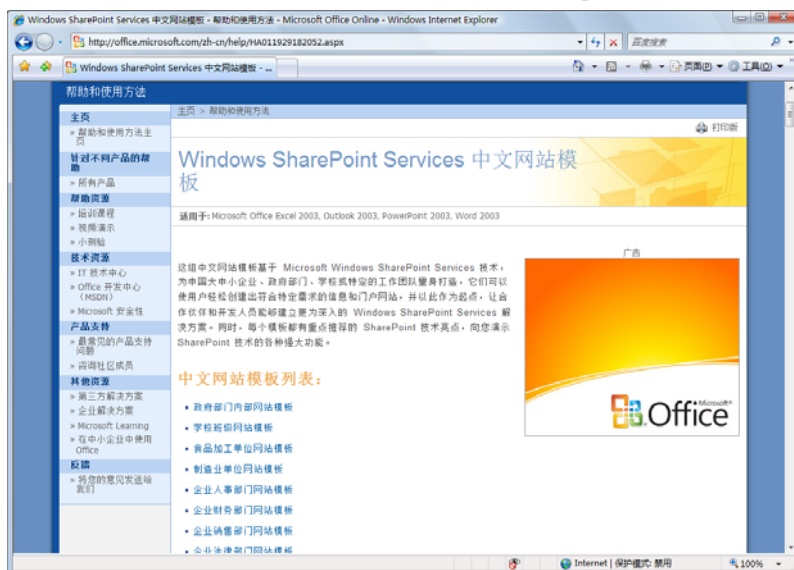 Windows SharePoint Services 中文网站模板 - 帮助和使用方法 - Microsoft Office Online - Windows Internet Explorer
http://office.microsoft.com/zh-cn/help/HA011929182052.aspx
百度搜索
Windows SharePoint Services 中文网站模板 - ...
页面(P)
工具(O)
帮助和使用方法
主页
» 帮助和使用方法主
页
针对不同产品的帮
助
» 所有产品
帮助资源
» 培训课程
» 视频演示
» 小测验
技术资源
» IT 技术中心
» Office 开发中心
(MSDN)
» Microsoft 安全性
产品支持
» 最常见的产品支持
问题
» 咨询社区成员
其他资源
» 第三方解决方案
» 企业解决方案
» Microsoft Learning
» 在中小企业中使用
Office
反馈
» 将您的意见发送给
我们
主页 > 帮助和使用方法
打印版
Windows SharePoint Services 中文网站模
板
适用于: Microsoft Office Excel 2003, Outlook 2003, PowerPoint 2003, Word 2003
广告
这组中文网站模板基于 Microsoft Windows SharePoint Services 技术，
为中国大中小企业、政府部门、学校或特定的工作团队量身打造，它们可以
使用户轻松创建出符合特定需求的信息和门户网站，并以此作为起点，让合
作伙伴和开发人员能够建立更为深入的 Windows SharePoint Services 解
决方案。同时，每个模板都有重点推荐的 SharePoint 技术亮点，向您演示
SharePoint 技术的各种强大功能。
中文网站模板列表：
• 政府部门内部网站模板
• 学校班级网站模板
• 食品加工单位网站模板
• 制造业单位网站模板
• 企业人事部门网站模板
• 企业财务部门网站模板
• 企业销售部门网站模板
• 企业法律部门网站模板
Microsoft
Office
Internet | 保护模式: 禁用
100%